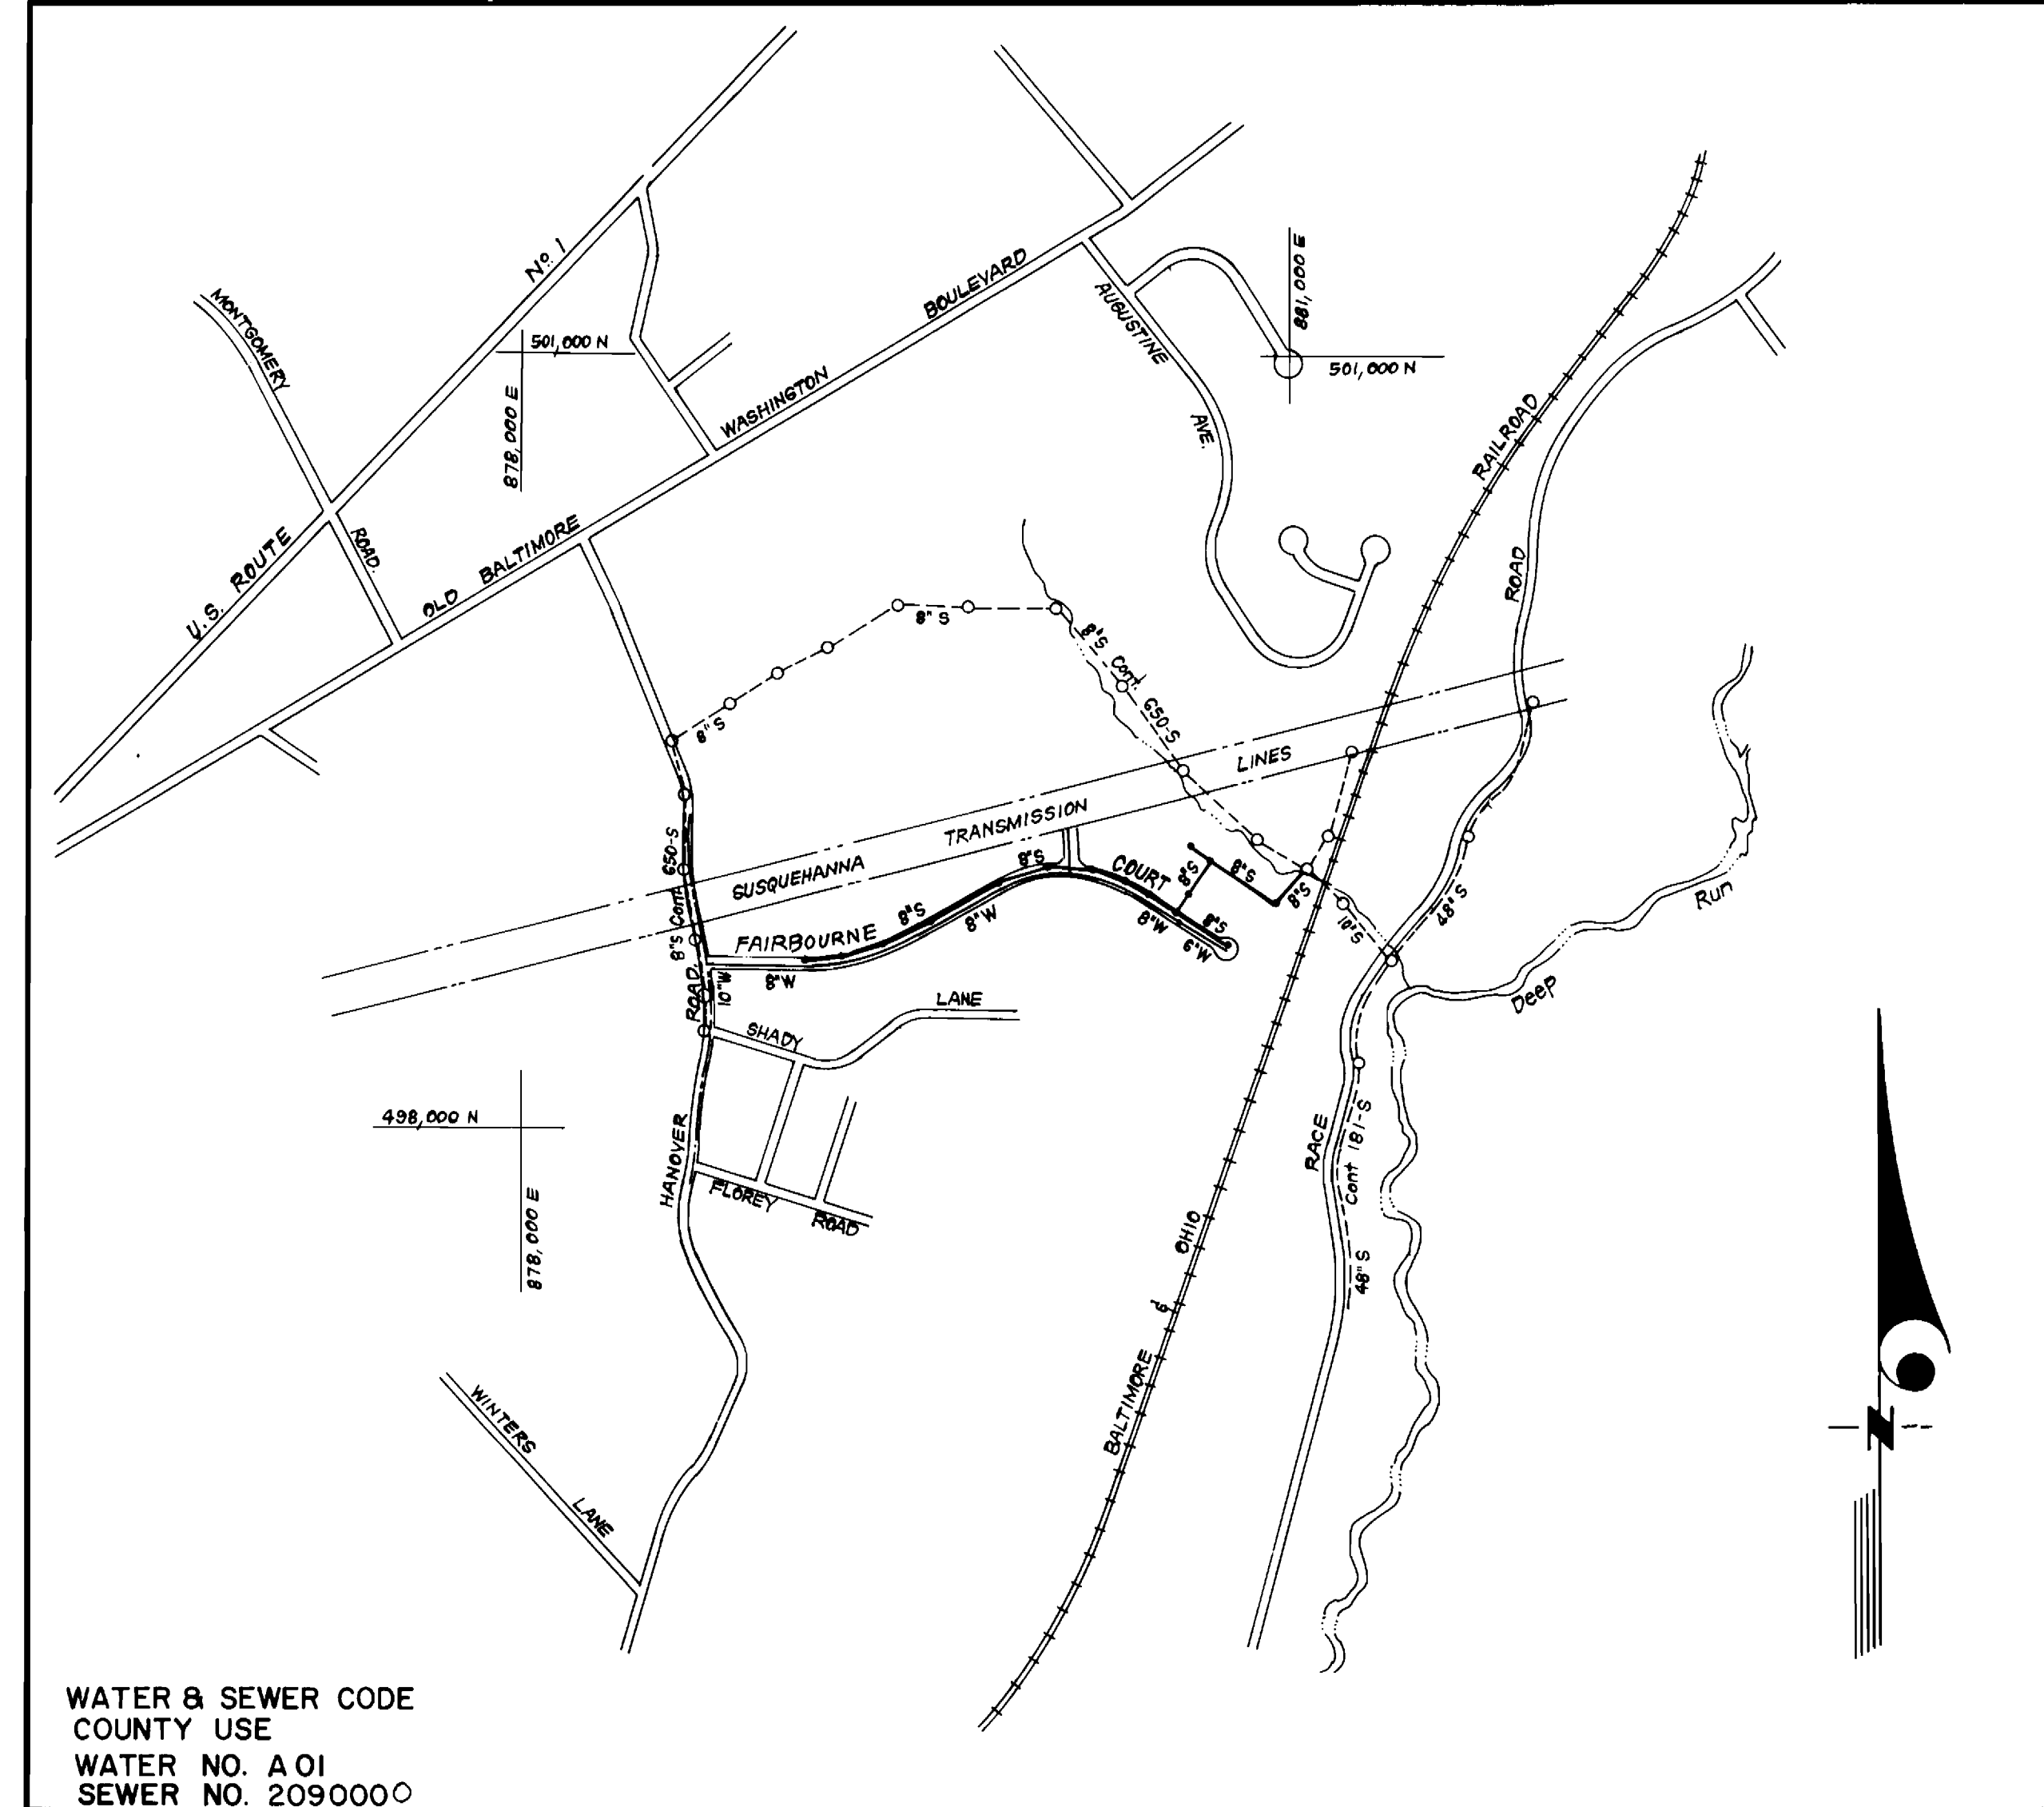 No. 1
MONTGOMERY
ROAD.
U.S. ROUTE
501,000 N
878,000 E
OLD BALTIMORE
WASHINGTON
BOULEVARD
AUGUSTINE
AVE.
881,000 E
501,000 N
RAILROAD
ROAD
8" S
8" S
8"S Cont. 650-S
LINES
TRANSMISSION
SUSQUEHANNA
8"S Cont. 650-S
8"S
COURT
8"S
8"S
8"S
8"S
8"S
8"W
8"W
6"W
FAIRBOURNE
8"W
10"W
ROAD.
10"S
48"S
Run
Deep
LANE
SHADY
498,000 N
878,000 E
HANOVER
FLOREY
ROAD
RACE
Cont 181-S
48"S
OHIO
&
BALTIMORE
WINTERS
LANE
N
WATER & SEWER CODE
COUNTY USE
WATER NO. A01
SEWER NO. 2090000